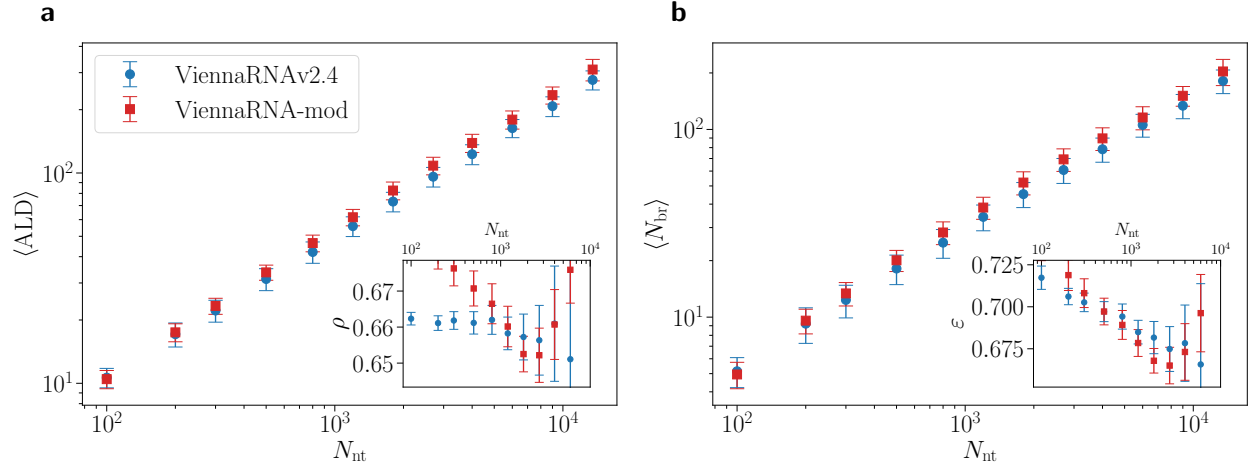 a
⟨ALD⟩
10²
10¹
ViennaRNAv2.4
ViennaRNA-mod
N_nt
10² 10³ 10⁴
ρ
0.67
0.66
0.65
10² 10³ 10⁴
N_nt
b
⟨N_br⟩
10²
10¹
N_nt
10² 10³ 10⁴
ε
0.725
0.700
0.675
10² 10³ 10⁴
N_nt